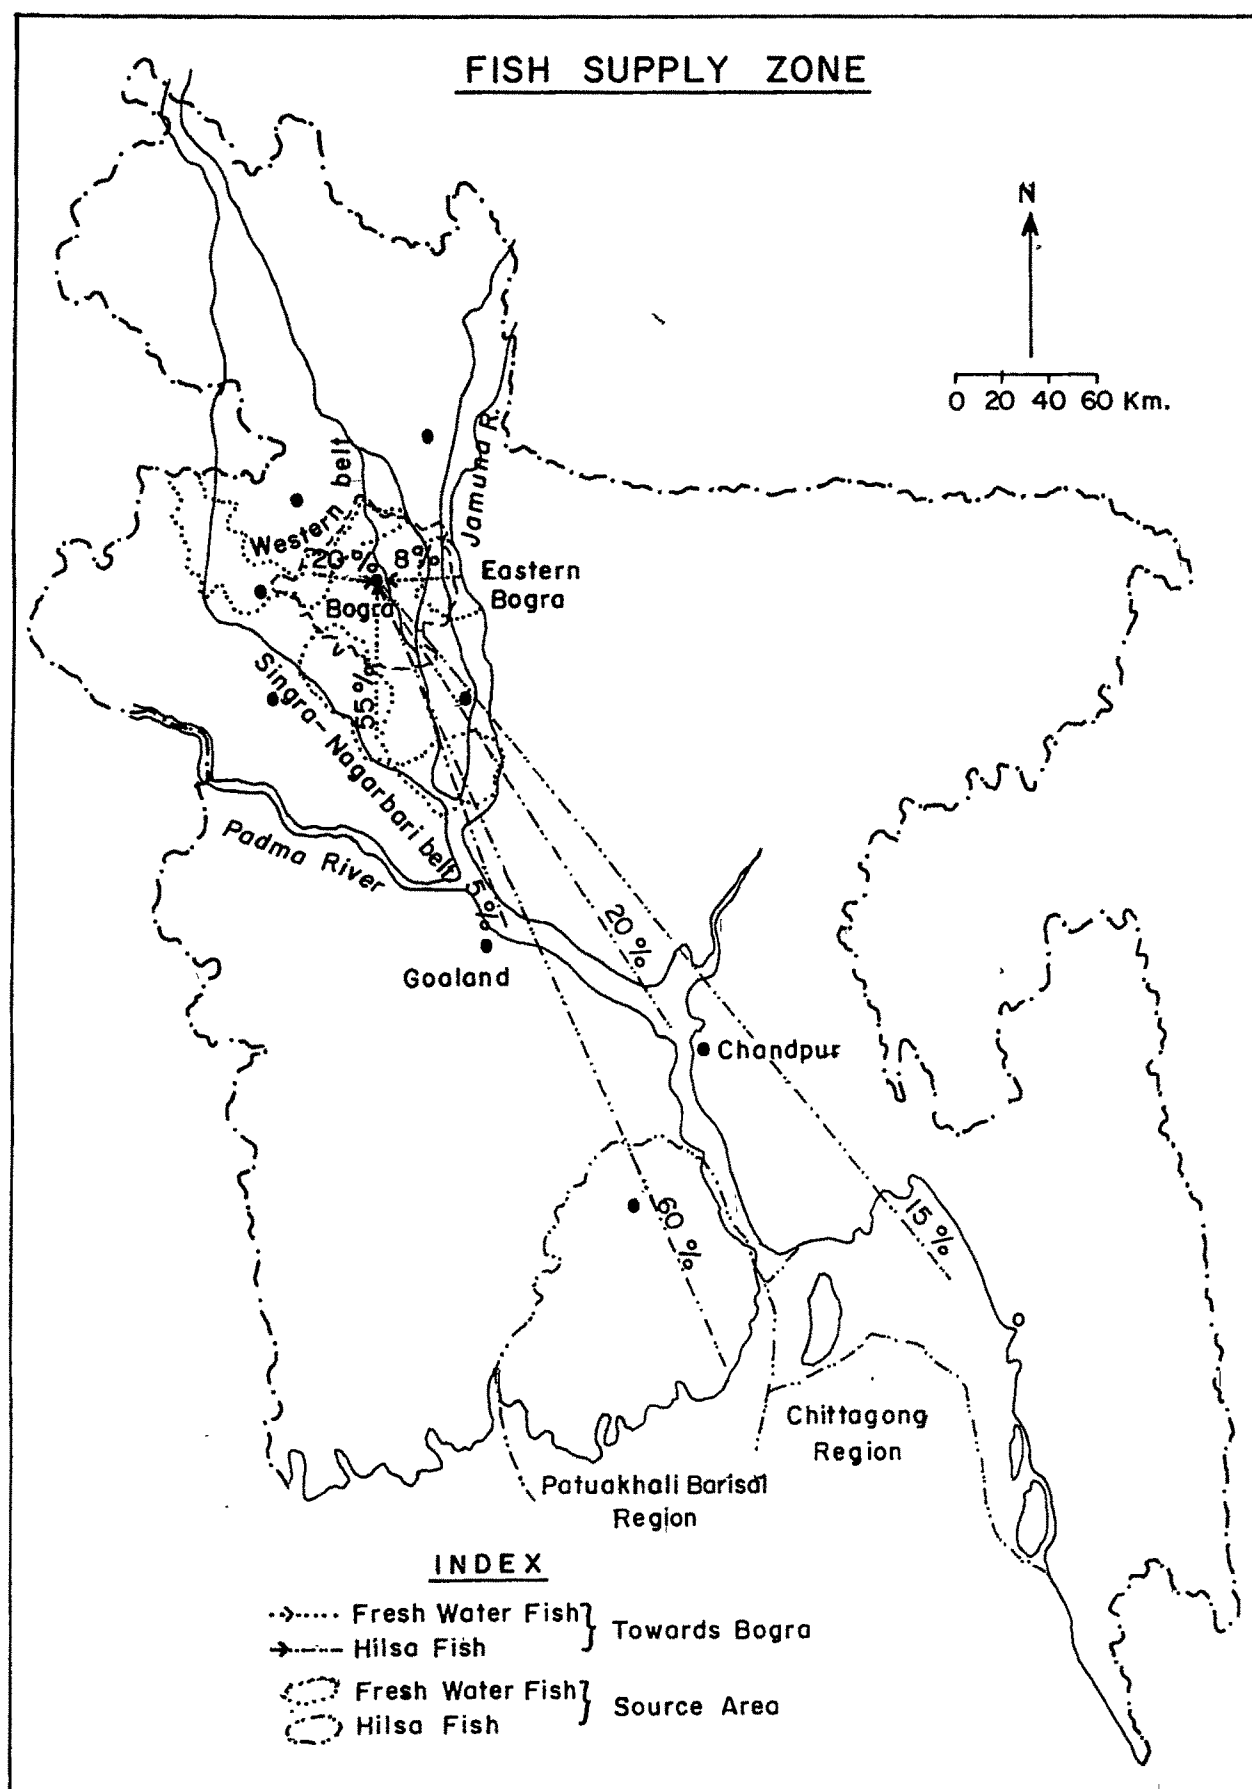 FISH SUPPLY ZONE
N
0 20 40 60 Km.
Jamuna R.
Western belt
20%
8%
Eastern
Bogra
Bogra
55%
Singra-Nagarbari belt
Padma River
5%
20%
Goaland
Chandpur
60%
15%
Chittagong
Region
Patuakhali Barisal
Region
INDEX
Fresh Water Fish
Hilsa Fish
} Towards Bogra
Fresh Water Fish
Hilsa Fish
} Source Area